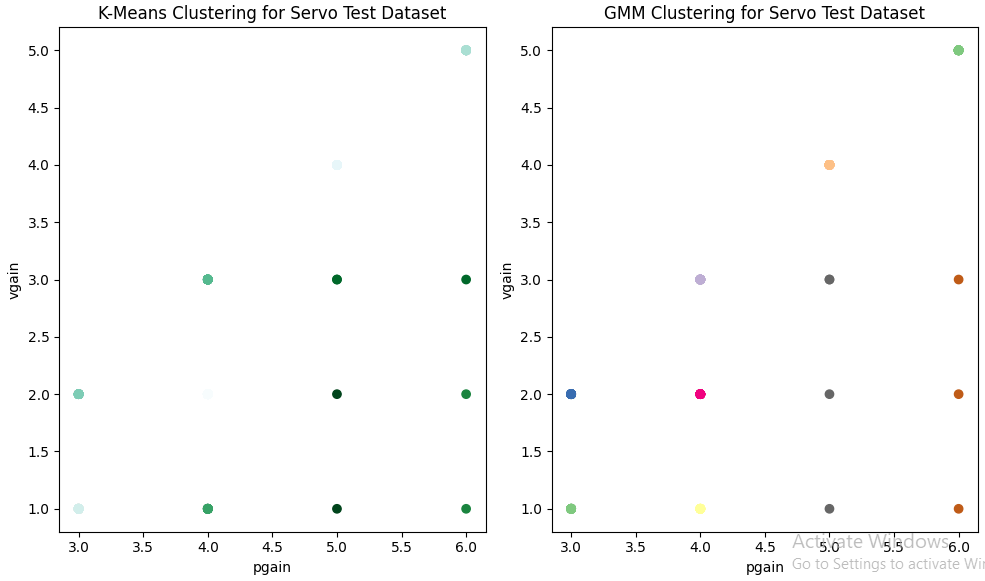 K-Means Clustering for Servo Test Dataset
5.0
4.5
4.0
3.5
3.0
2.5
2.0
1.5
1.0
vgain
3.0 3.5 4.0 4.5 5.0 5.5 6.0
pgain
GMM Clustering for Servo Test Dataset
5.0
4.5
4.0
3.5
3.0
2.5
2.0
1.5
1.0
vgain
3.0 3.5 4.0 4.5 5.0 5.5 6.0
pgain
Activate Windows
Go to Settings to activate Wi